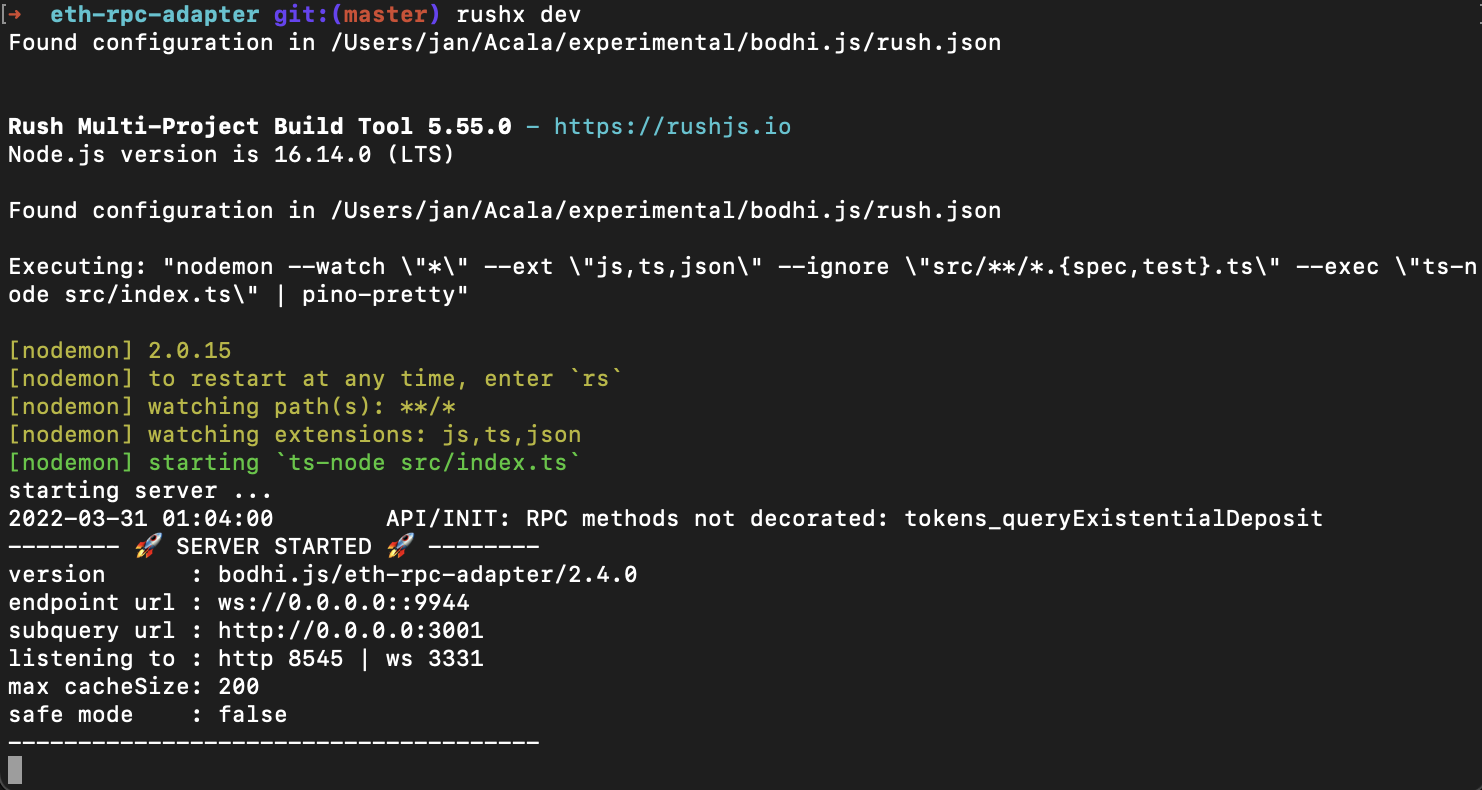 [→  eth-rpc-adapter git:(master) rushx dev
Found configuration in /Users/jan/Acala/experimental/bodhi.js/rush.json
Rush Multi-Project Build Tool 5.55.0 - https://rushjs.io
Node.js version is 16.14.0 (LTS)
Found configuration in /Users/jan/Acala/experimental/bodhi.js/rush.json
Executing: "nodemon --watch \"*\" --ext \"js,ts,json\" --ignore \"src/**/*.{spec,test}.ts\" --exec \"ts-n
ode src/index.ts\" | pino-pretty"
[nodemon] 2.0.15
[nodemon] to restart at any time, enter `rs`
[nodemon] watching path(s): **/*
[nodemon] watching extensions: js,ts,json
[nodemon] starting `ts-node src/index.ts`
starting server ...
2022-03-31 01:04:00        API/INIT: RPC methods not decorated: tokens_queryExistentialDeposit
-------- 🚀 SERVER STARTED 🚀 --------
version      : bodhi.js/eth-rpc-adapter/2.4.0
endpoint url : ws://0.0.0.0::9944
subquery url : http://0.0.0.0:3001
listening to : http 8545 | ws 3331
max cacheSize: 200
safe mode    : false
--------------------------------------